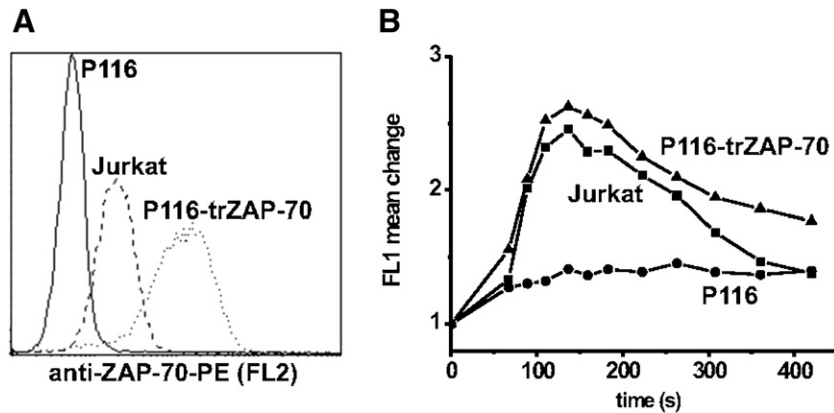 A
P116
Jurkat
P116-trZAP-70
anti-ZAP-70-PE (FL2)
B
FL1 mean change
3
2
1
P116-trZAP-70
Jurkat
P116
0 100 200 300 400
time (s)